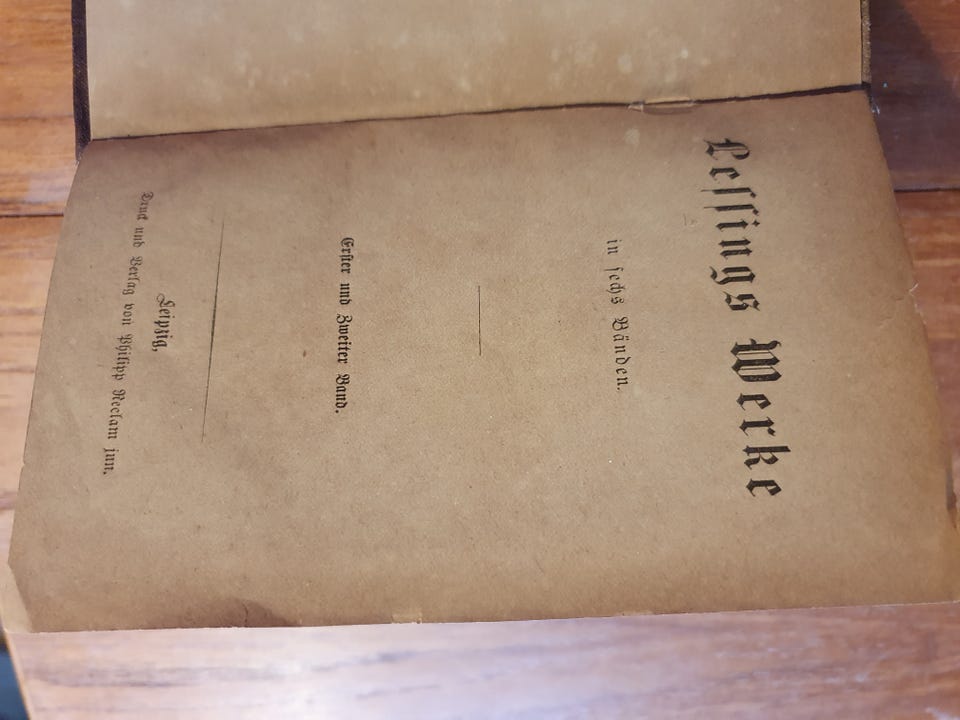 Lessings Werke
in sechs Bänden.
Erster und Zweiter Band.
Leipzig,
Druck und Verlag von Philipp Reclam jun.